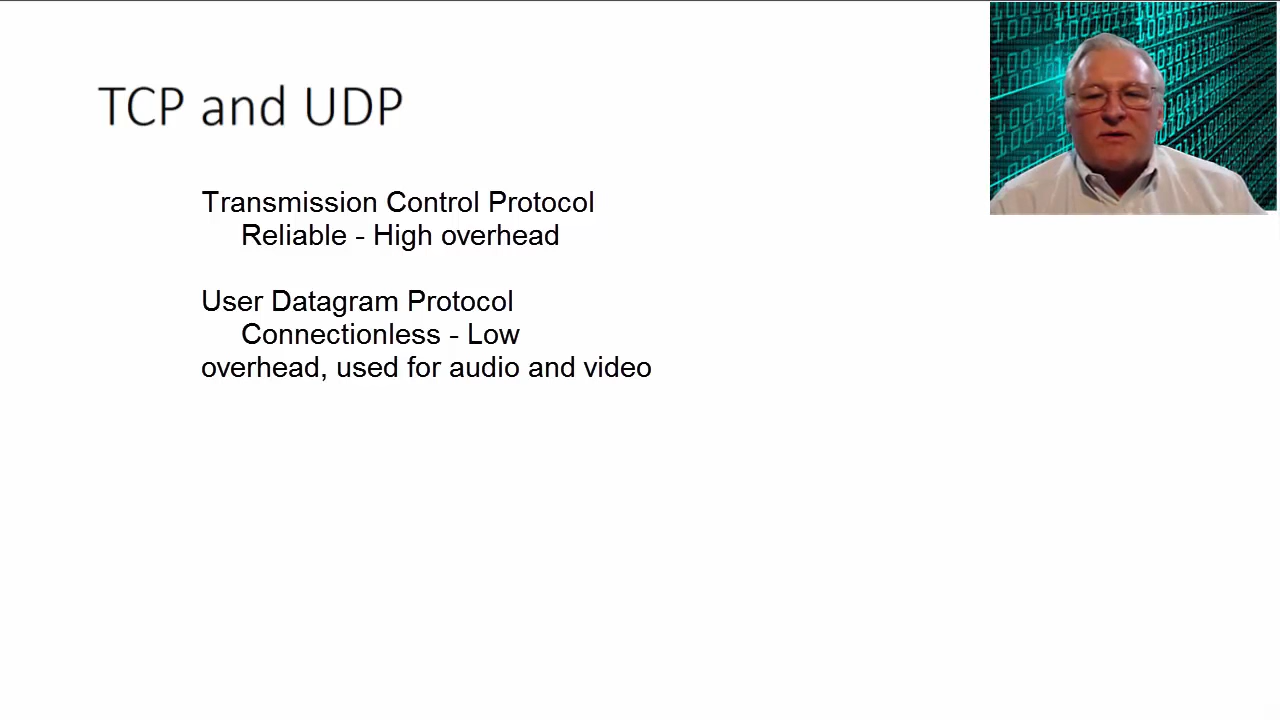 TCP and UDP
Transmission Control Protocol
Reliable - High overhead
User Datagram Protocol
Connectionless - Low
overhead, used for audio and video